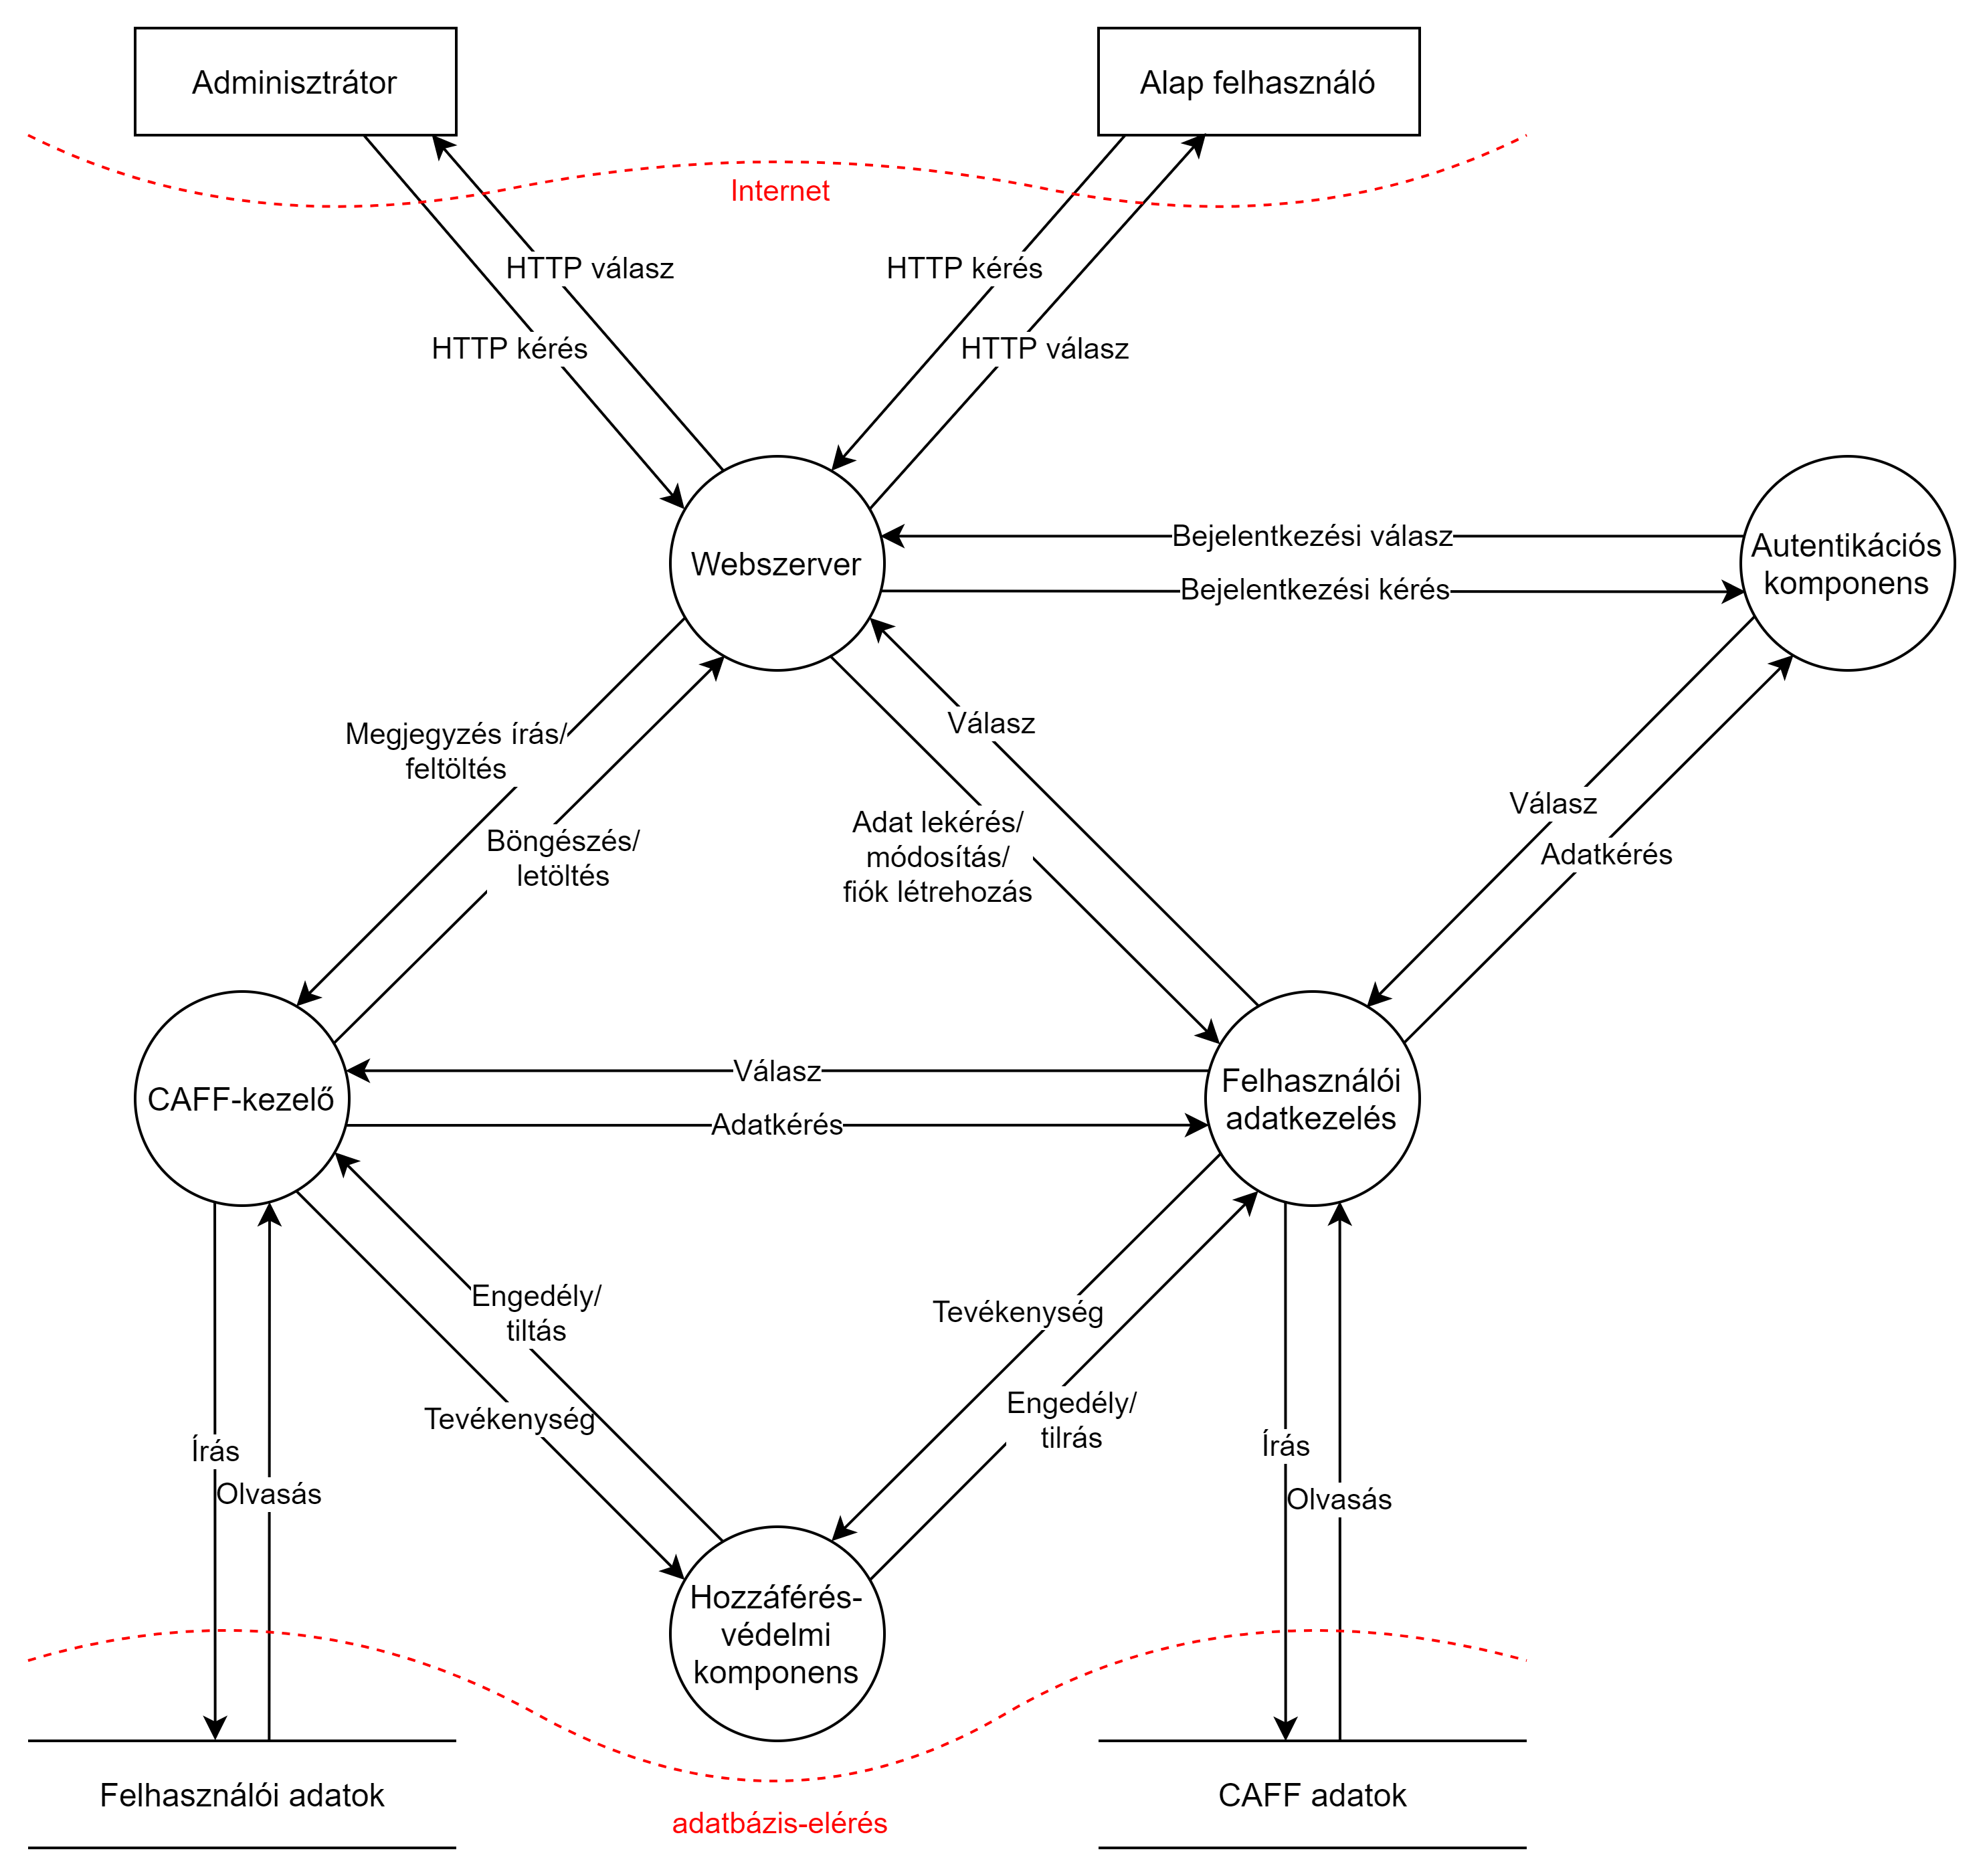 Adminisztrátor
Alap felhasználó
Internet
HTTP válasz
HTTP kérés
HTTP kérés
HTTP válasz
Webszerver
Bejelentkezési válasz
Bejelentkezési kérés
Autentikációs
komponens
Megjegyzés írás/
feltöltés
Böngészés/
letöltés
Válasz
Adat lekérés/
módosítás/
fiók létrehozás
Válasz
Adatkérés
CAFF-kezelő
Válasz
Adatkérés
Felhasználói
adatkezelés
Engedély/
tiltás
Tevékenység
Tevékenység
Engedély/
tilrás
Írás
Olvasás
Írás
Olvasás
Hozzáférés-
védelmi
komponens
Felhasználói adatok
adatbázis-elérés
CAFF adatok